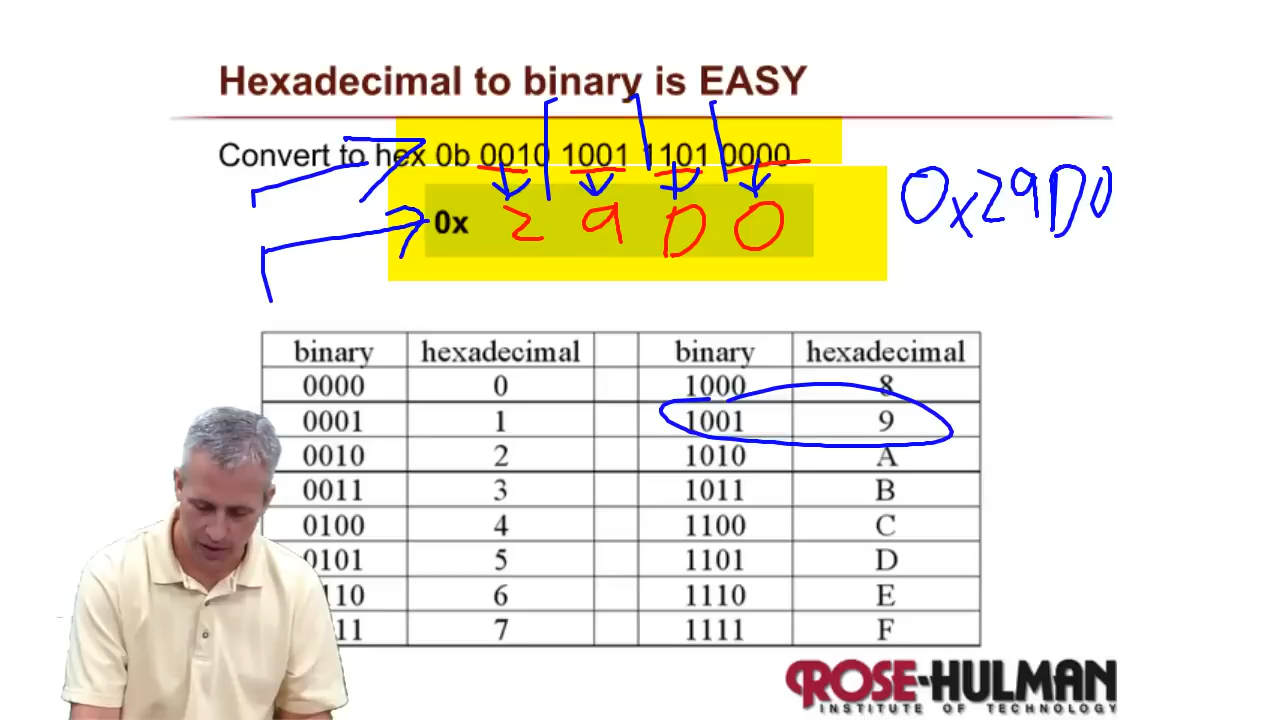 Hexadecimal to binary is EASY
Convert to hex 0b 0010 1001 1101 0000
0x 2 9 D 0
0x29D0
binary hexadecimal binary hexadecimal
0000 0 1000 8
0001 1 1001 9
0010 2 1010 A
0011 3 1011 B
0100 4 1100 C
0101 5 1101 D
110 6 1110 E
11 7 1111 F
ROSE-HULMAN
INSTITUTE OF TECHNOLOGY